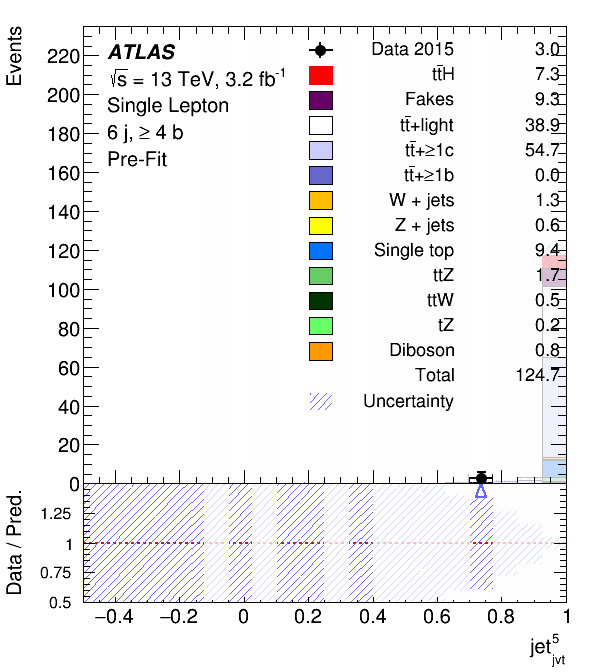 Events
220
200
180
160
140
120
100
80
60
40
20
0
ATLAS
√s = 13 TeV, 3.2 fb⁻¹
Single Lepton
6 j, ≥ 4 b
Pre-Fit
Data 2015 3.0
tt̄H 7.3
Fakes 9.3
tt̄+light 38.9
tt̄+≥1c 54.7
tt̄+≥1b 0.0
W + jets 1.3
Z + jets 0.6
Single top 9.4
ttZ 1.7
ttW 0.5
tZ 0.2
Diboson 0.8
Total 124.7
Uncertainty
Data / Pred.
1.25
1
0.75
0.5
−0.4 −0.2 0 0.2 0.4 0.6 0.8 1
jet⁵jvt